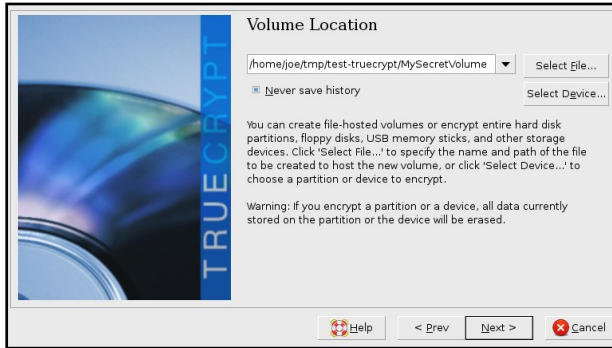 Volume Location
/home/joe/tmp/test-truecrypt/MySecretVolume
Select File...
Never save history
Select Device...
You can create file-hosted volumes or encrypt entire hard disk
partitions, floppy disks, USB memory sticks, and other storage
devices. Click 'Select File...' to specify the name and path of the file
to be created to host the new volume, or click 'Select Device...' to
choose a partition or device to encrypt.
Warning: If you encrypt a partition or a device, all data currently
stored on the partition or the device will be erased.
TRUECRYPT
Help
< Prev
Next >
Cancel